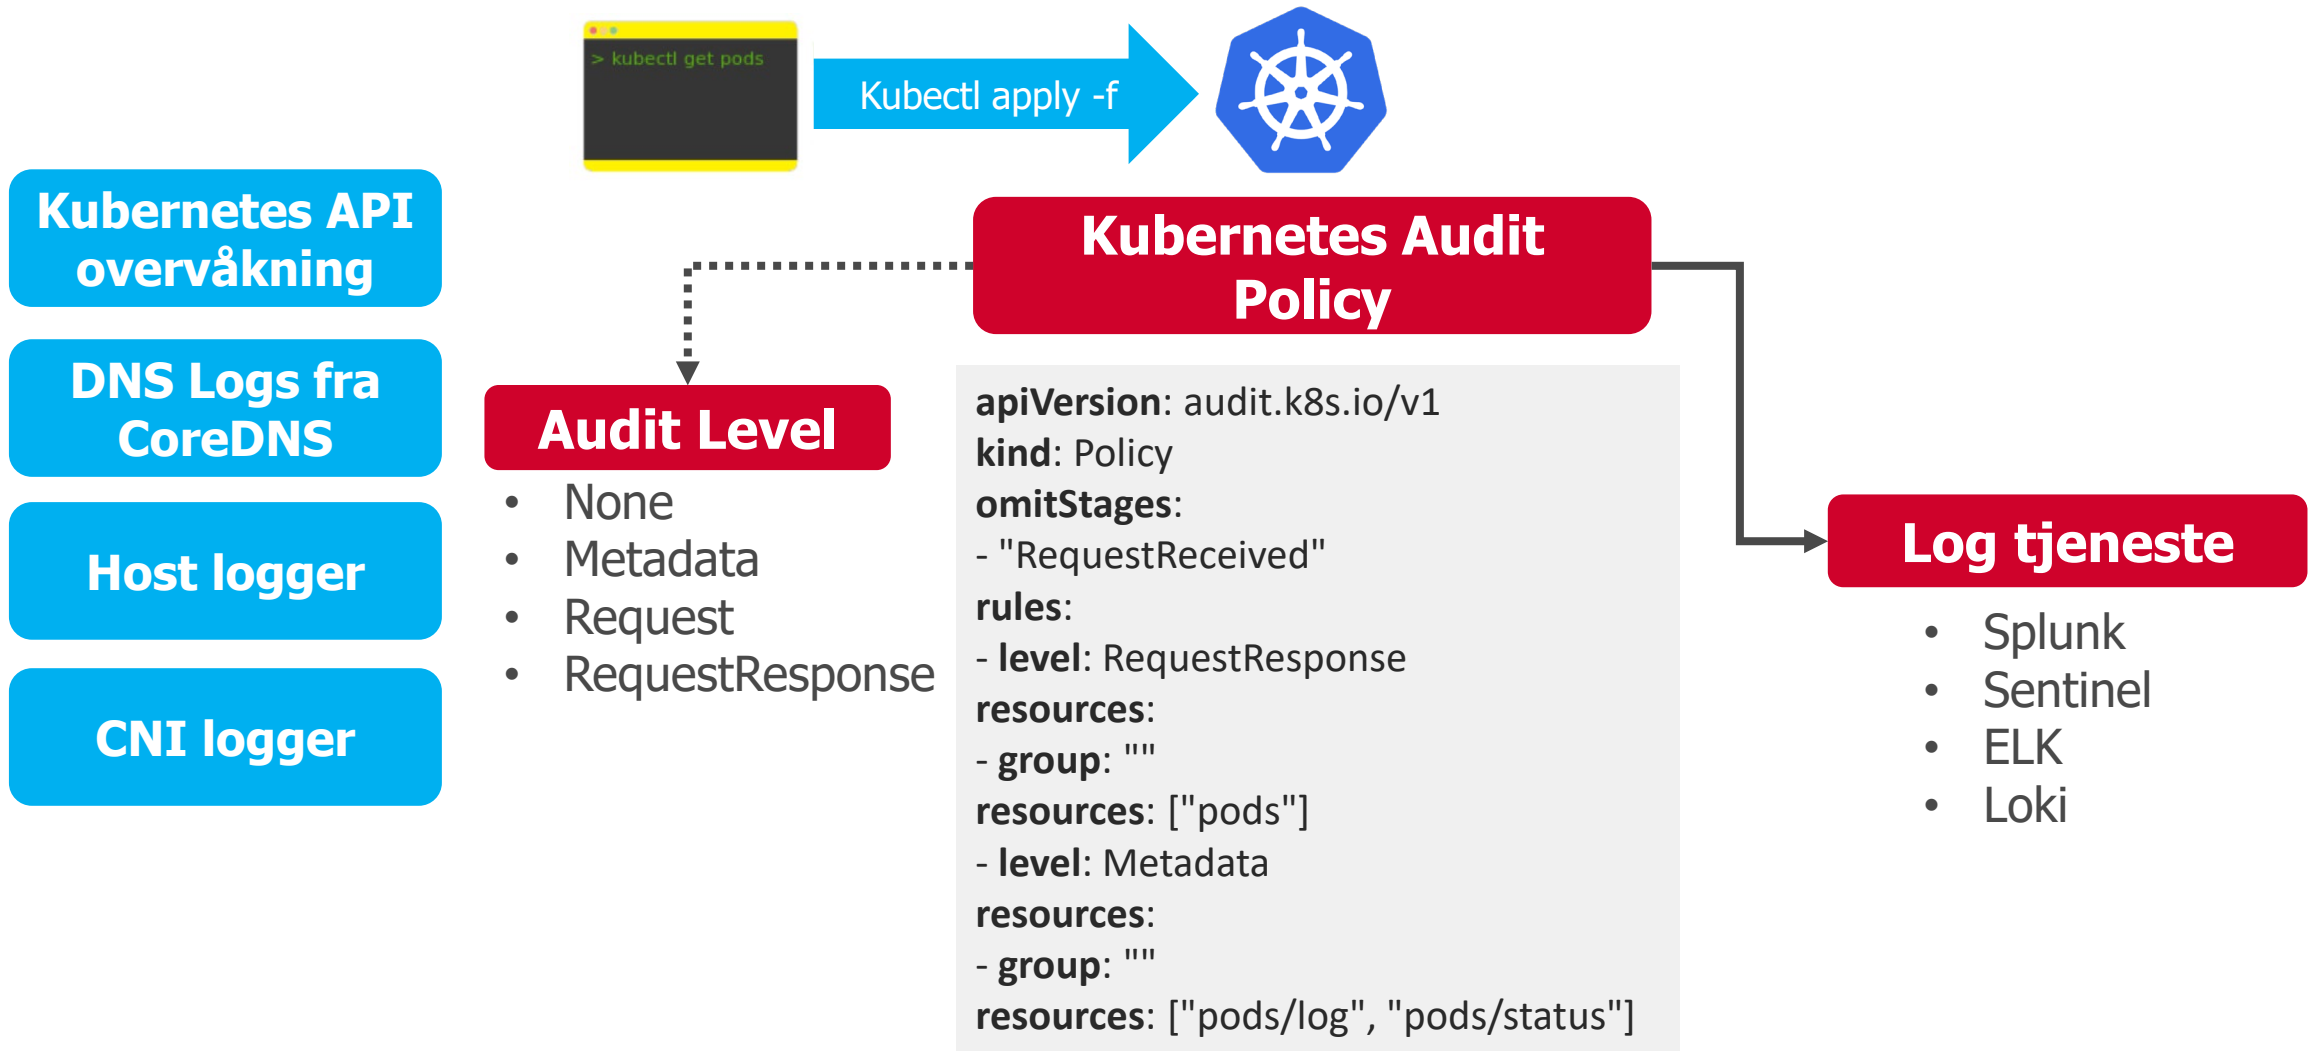 > kubectl get pods
Kubectl apply -f
Kubernetes API
overvåkning
DNS Logs fra
CoreDNS
Host logger
CNI logger
Kubernetes Audit
Policy
Audit Level
• None
• Metadata
• Request
• RequestResponse
apiVersion: audit.k8s.io/v1
kind: Policy
omitStages:
- "RequestReceived"
rules:
- level: RequestResponse
resources:
- group: ""
resources: ["pods"]
- level: Metadata
resources:
- group: ""
resources: ["pods/log", "pods/status"]
Log tjeneste
• Splunk
• Sentinel
• ELK
• Loki